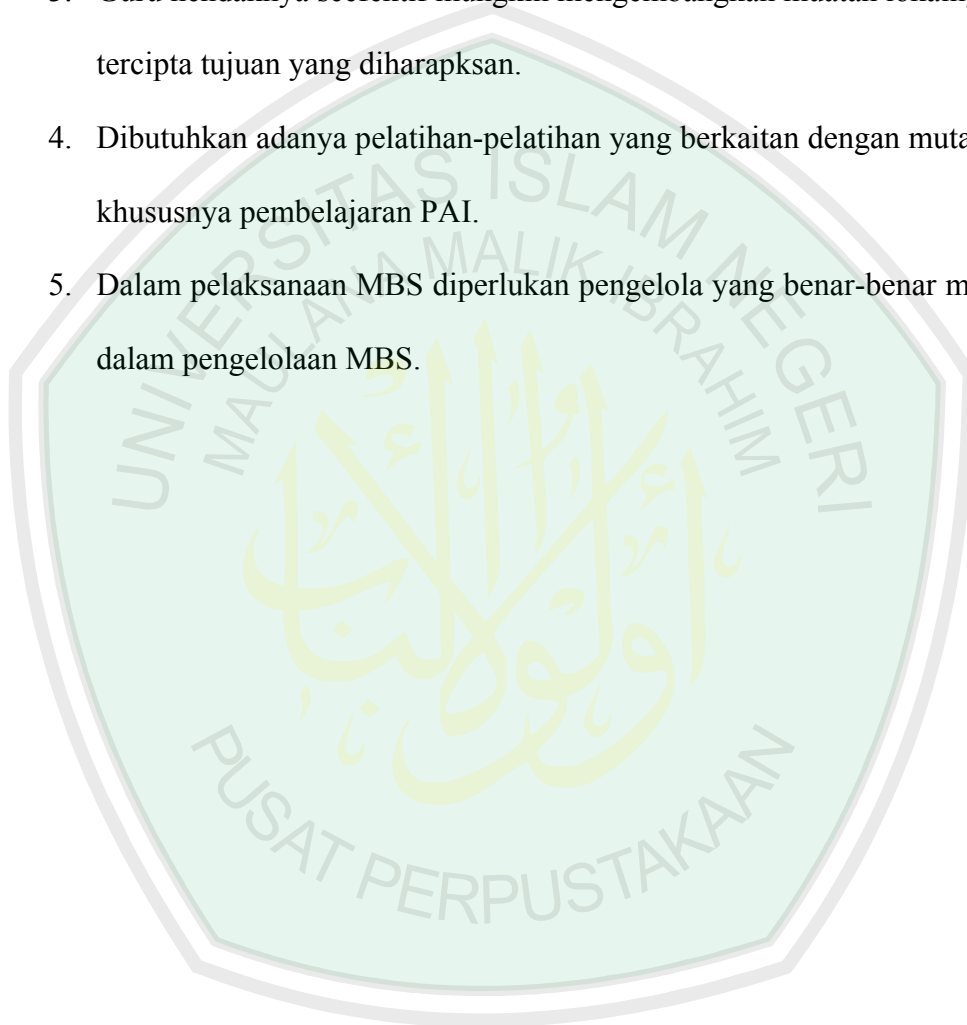 tercipta tujuan yang diharapksan.
4. Dibutuhkan adanya pelatihan-pelatihan yang berkaitan dengan
khususnya pembelajaran PAI.
5. Dalam pelaksanaan MBS diperlukan pengelola yang benar-benar
dalam pengelolaan MBS.
UNIVERSITAS ISLAM NEGERI
MAULANA MALIK IBRAHIM
PUSAT PERPUSTAKAAN